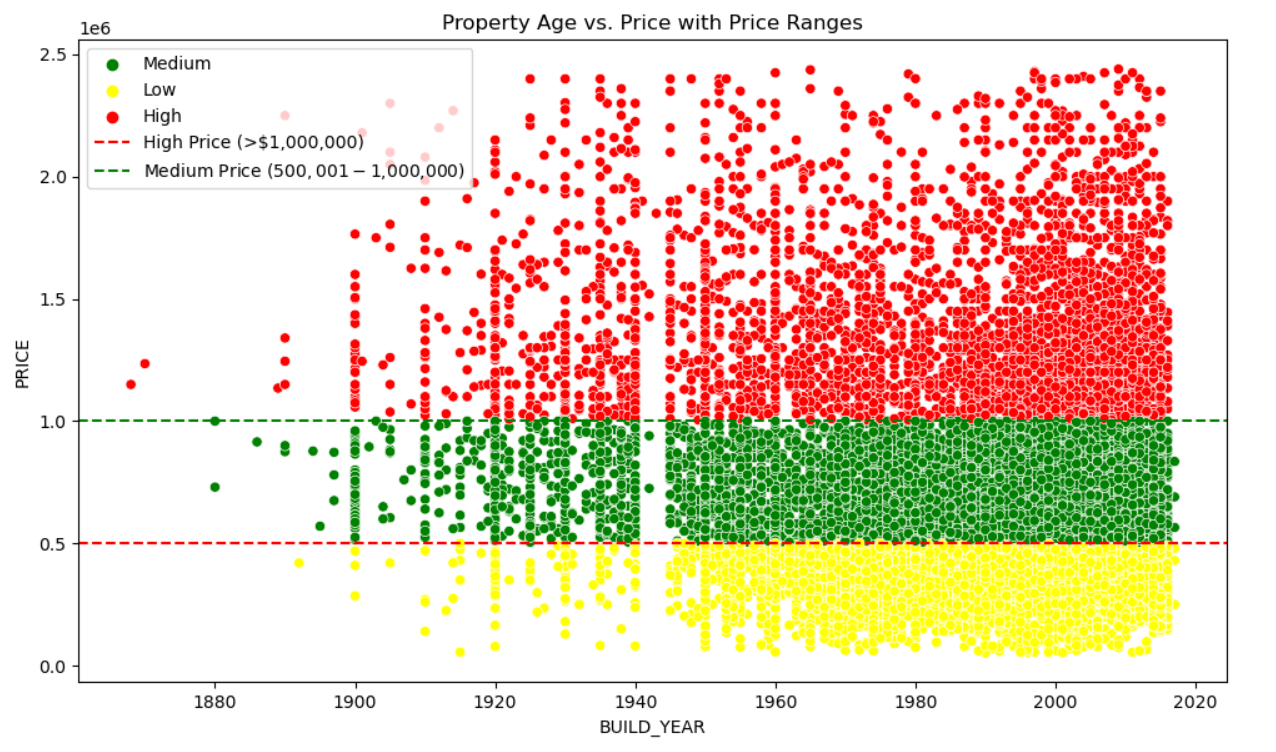 Property Age vs. Price with Price Ranges
1e6
2.5
2.0
1.5
1.0
0.5
0.0
PRICE
Medium
Low
High
High Price (>$1,000,000)
Medium Price (500, 001 − 1,000,000)
1880
1900
1920
1940
1960
1980
2000
2020
BUILD_YEAR